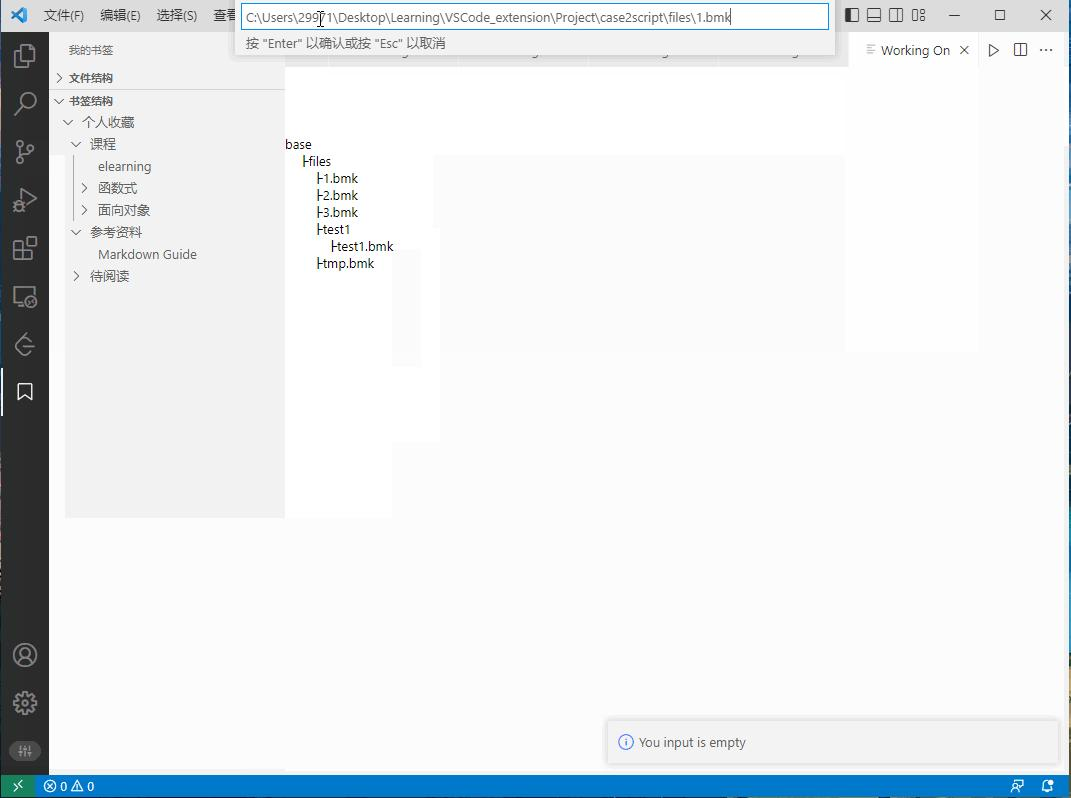 文件(F) 编辑(E) 选择(S) 查看
C:\Users\29971\Desktop\Learning\VSCode_extension\Project\case2script\files\1.bmk
按 "Enter" 以确认或按 "Esc" 以取消
Working On
我的书签
文件结构
书签结构
个人收藏
课程
elearning
函数式
面向对象
参考资料
Markdown Guide
待阅读
base
├files
├1.bmk
├2.bmk
├3.bmk
├test1
├test1.bmk
├tmp.bmk
You input is empty
0 0